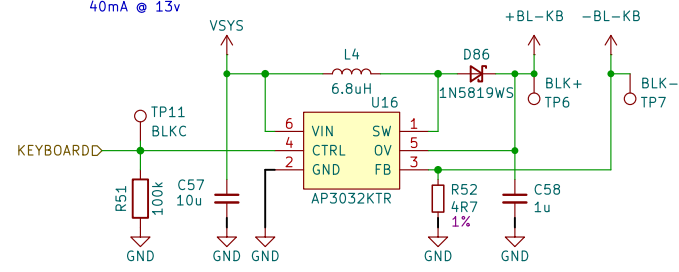 40mA @ 13v
VSYS
+BL-KB
-BL-KB
L4
6.8uH
D86
1N5819WS
BLK+
TP6
BLK-
TP7
TP11
BLKC
U16
6
VIN
SW
1
KEYBOARD
4
CTRL
OV
5
2
GND
FB
3
AP3032KTR
R51
100k
C57
10u
R52
4R7
1%
C58
1u
GND
GND
GND
GND
GND